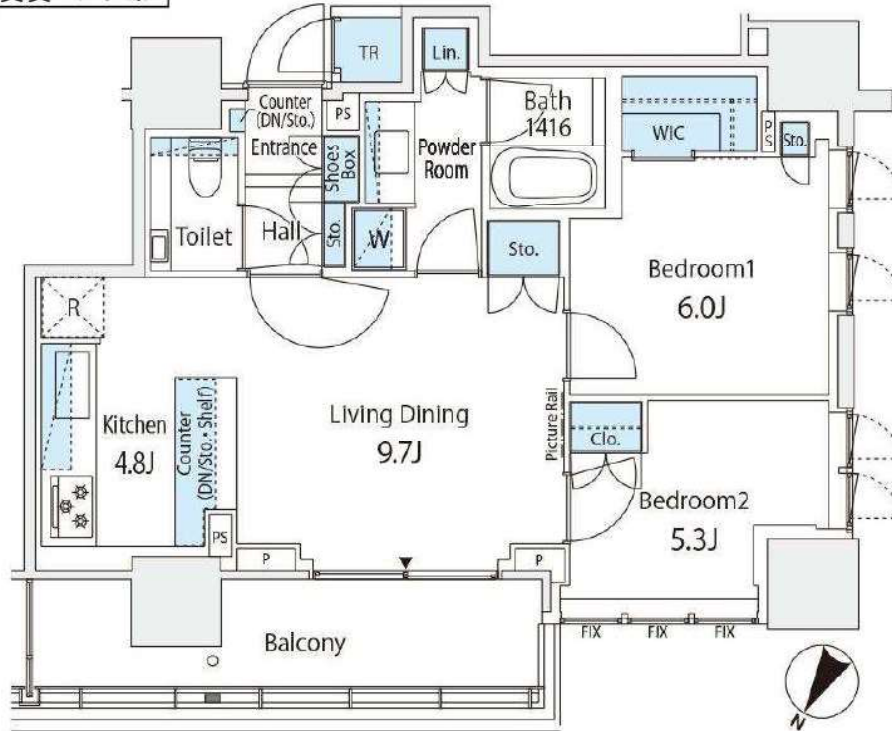 TR
Lin.
Counter
(DN/Sto.)
PS
Bath
1416
WIC
PS
Sto.
Entrance
Shoes
Box
Powder
Room
Toilet
Hall
Sto.
W
Sto.
Bedroom1
6.0J
R
Kitchen
4.8J
Counter
(DN/Sto.・Shelf)
Living Dining
9.7J
Picture Rail
Clo.
Bedroom2
5.3J
PS
P
P
FIX
FIX
FIX
Balcony
N